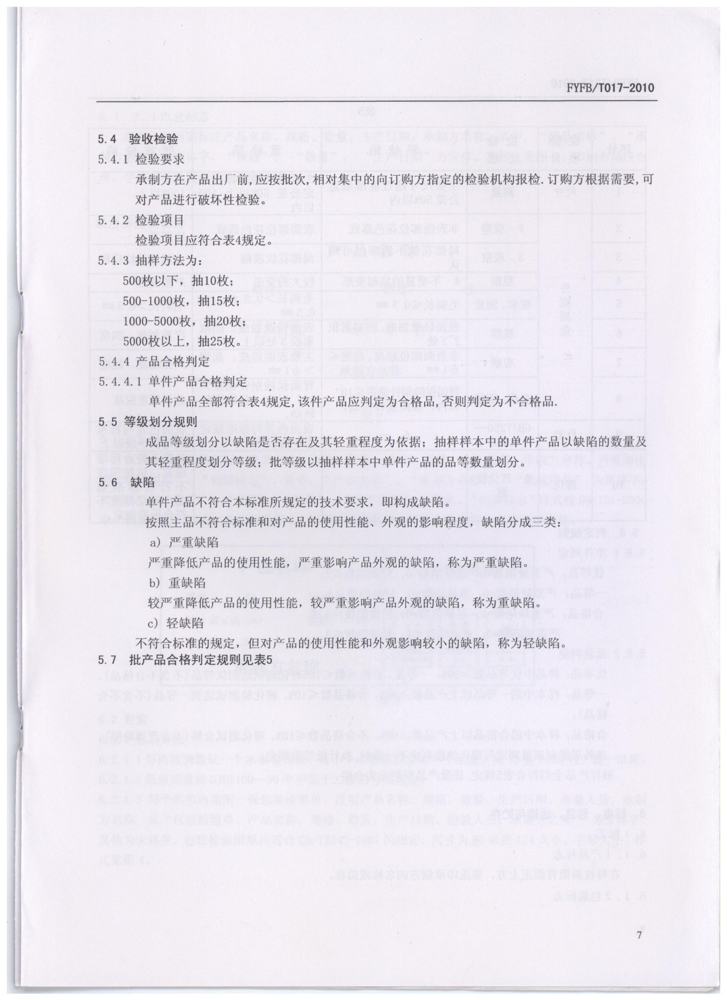 FYFB/T017-2010
5.4 验收检验
5.4.1 检验要求
承制方在产品出厂前,应按批次,相对集中的向订购方指定的检验机构报检.订购方根据需要,可
对产品进行破坏性检验。
5.4.2 检验项目
检验项目应符合表4规定。
5.4.3 抽样方法为:
500枚以下，抽10枚;
500-1000枚，抽15枚;
1000-5000枚，抽20枚;
5000枚以上，抽25枚。
5.4.4 产品合格判定
5.4.4.1 单件产品合格判定
单件产品全部符合表4规定,该件产品应判定为合格品,否则判定为不合格品.
5.5 等级划分规则
成品等级划分以缺陷是否存在及其轻重程度为依据；抽样样本中的单件产品以缺陷的数量及
其轻重程度划分等级；批等级以抽样样本中单件产品的品等数量划分。
5.6 缺陷
单件产品不符合本标准所规定的技术要求，即构成缺陷。
按照主品不符合标准和对产品的使用性能、外观的影响程度，缺陷分成三类:
a) 严重缺陷
严重降低产品的使用性能，严重影响产品外观的缺陷，称为严重缺陷。
b) 重缺陷
较严重降低产品的使用性能，较严重影响产品外观的缺陷，称为重缺陷。
c) 轻缺陷
不符合标准的规定，但对产品的使用性能和外观影响较小的缺陷，称为轻缺陷。
5.7 批产品合格判定规则见表5
7